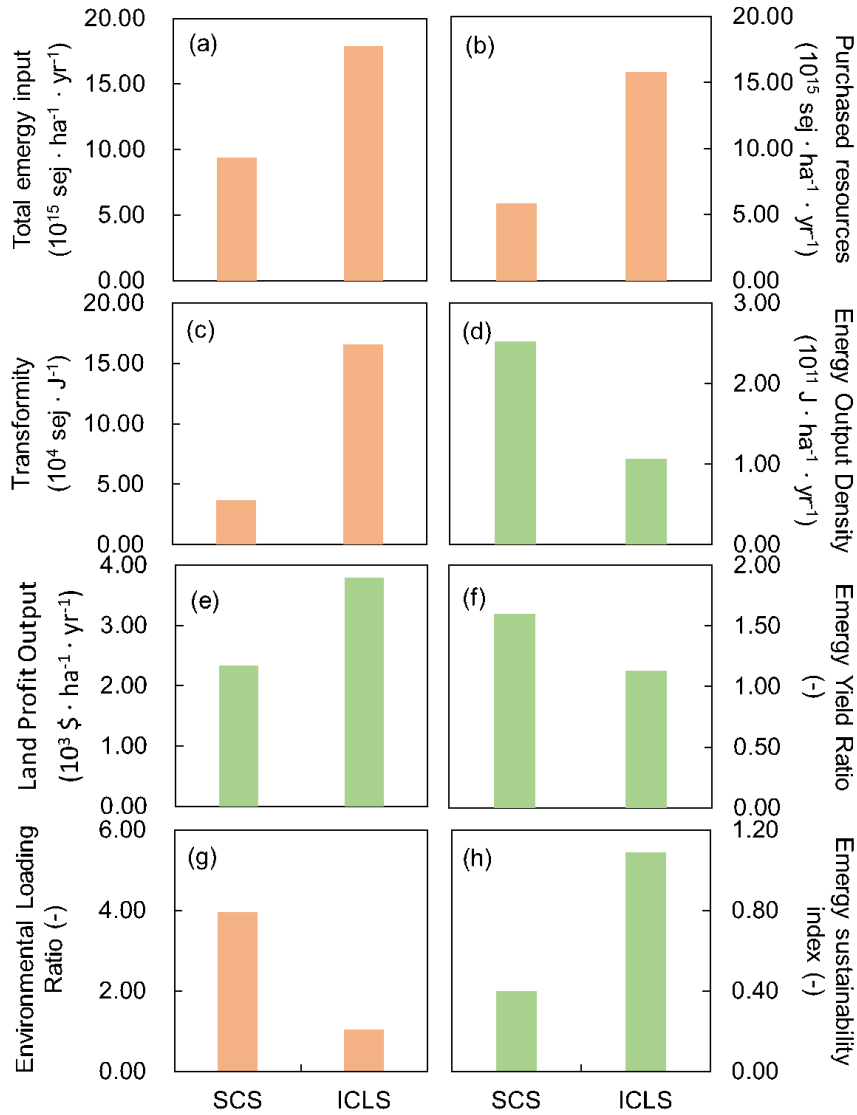 Total emergy input
(10¹⁵ sej · ha⁻¹ · yr⁻¹)
20.00
15.00
10.00
5.00
0.00
(a)
(b)
20.00
15.00
10.00
5.00
0.00
Purchased resources
(10¹⁵ sej · ha⁻¹ · yr⁻¹)
Transformity
(10⁴ sej · J⁻¹)
20.00
15.00
10.00
5.00
0.00
(c)
(d)
3.00
2.00
1.00
0.00
Energy Output Density
(10¹¹ J · ha⁻¹ · yr⁻¹)
Land Profit Output
(10³ $ · ha⁻¹ · yr⁻¹)
4.00
3.00
2.00
1.00
0.00
(e)
(f)
2.00
1.50
1.00
0.50
0.00
Emergy Yield Ratio
(-)
Environmental Loading
Ratio (-)
6.00
4.00
2.00
0.00
(g)
(h)
1.20
0.80
0.40
0.00
Emergy sustainability
index (-)
SCS ICLS SCS ICLS